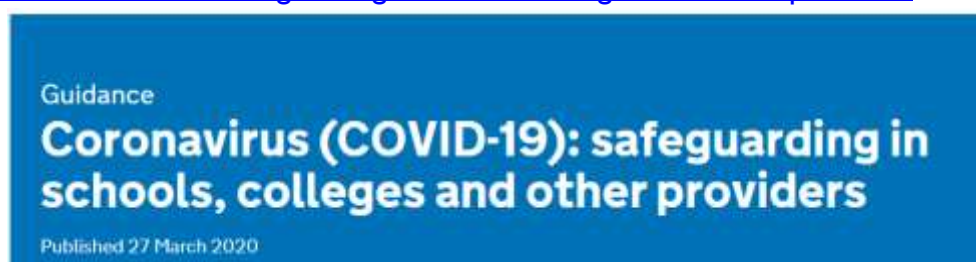 Guidance
Coronavirus (COVID-19): safeguarding in
schools, colleges and other providers
Published 27 March 2020